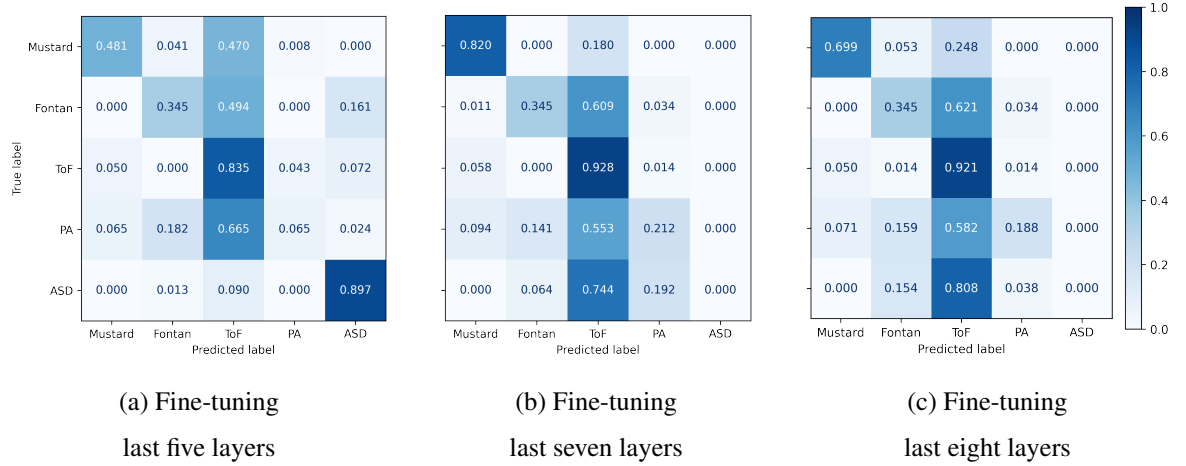 True label
Mustard 0.481 0.041 0.470 0.008 0.000
Fontan 0.000 0.345 0.494 0.000 0.161
ToF 0.050 0.000 0.835 0.043 0.072
PA 0.065 0.182 0.665 0.065 0.024
ASD 0.000 0.013 0.090 0.000 0.897
Mustard Fontan ToF PA ASD
Predicted label
(a) Fine-tuning
last five layers
0.820 0.000 0.180 0.000 0.000
0.011 0.345 0.609 0.034 0.000
0.058 0.000 0.928 0.014 0.000
0.094 0.141 0.553 0.212 0.000
0.000 0.064 0.744 0.192 0.000
Mustard Fontan ToF PA ASD
Predicted label
(b) Fine-tuning
last seven layers
0.699 0.053 0.248 0.000 0.000
0.000 0.345 0.621 0.034 0.000
0.050 0.014 0.921 0.014 0.000
0.071 0.159 0.582 0.188 0.000
0.000 0.154 0.808 0.038 0.000
Mustard Fontan ToF PA ASD
Predicted label
(c) Fine-tuning
last eight layers
1.0
0.8
0.6
0.4
0.2
0.0